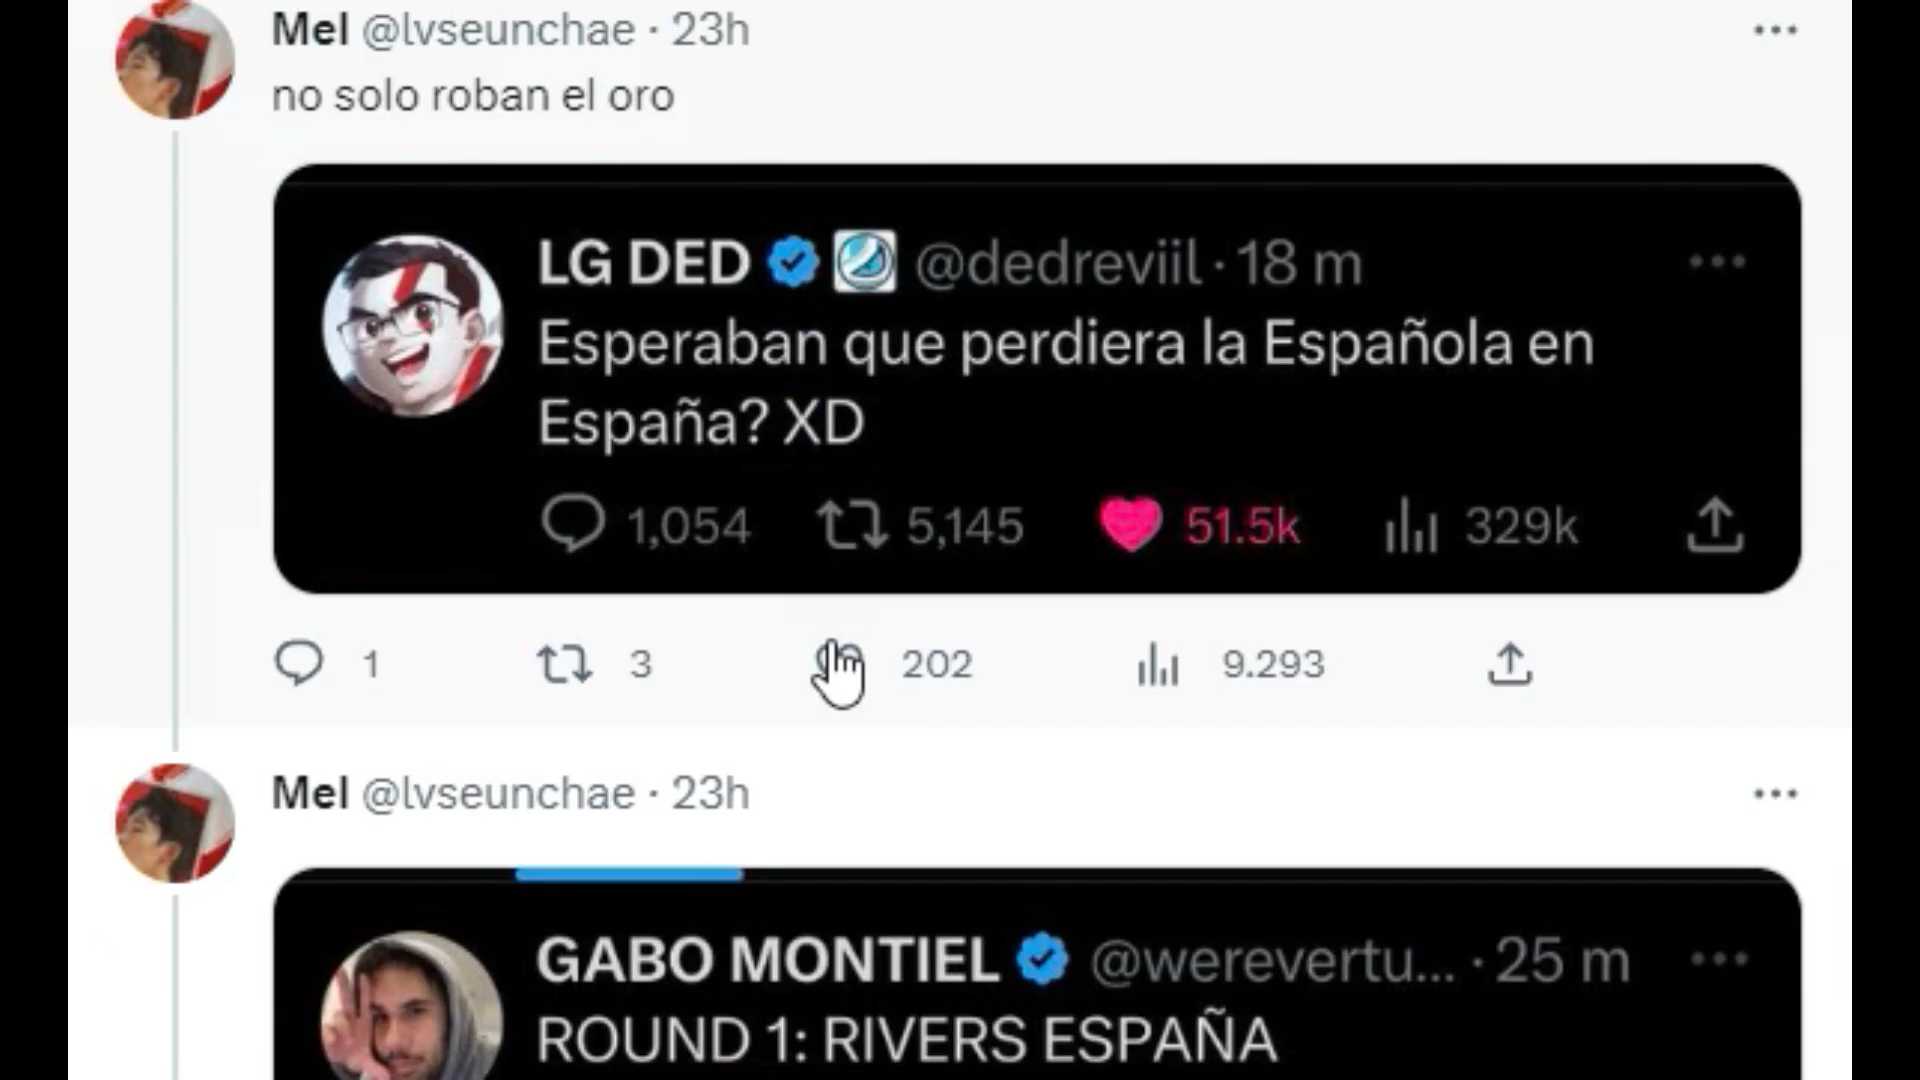 Mel @lvseunchae · 23h
no solo roban el oro
LG DED @dedreviil · 18 m
Esperaban que perdiera la Española en
España? XD
1,054 5,145 51.5k 329k
1 3 202 9.293
Mel @lvseunchae · 23h
GABO MONTIEL @werevertu... · 25 m
ROUND 1: RIVERS ESPAÑA